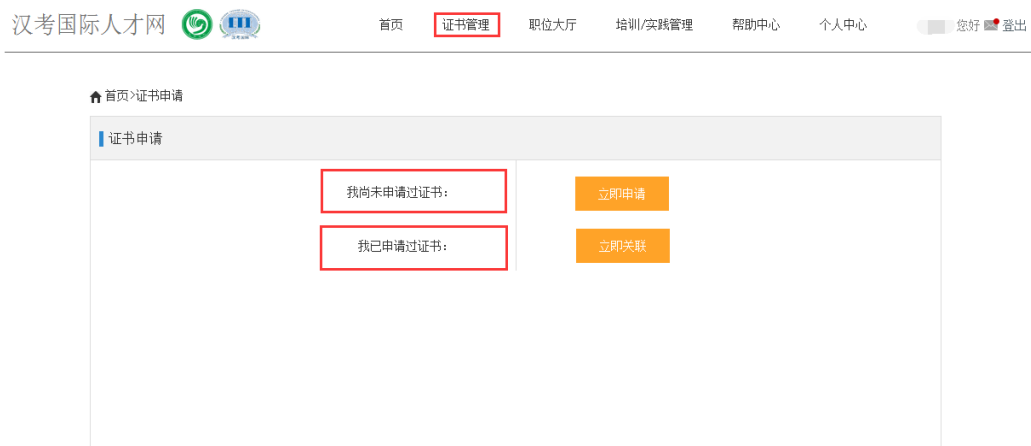 汉考国际人才网
首页 证书管理 职位大厅 培训/实践管理 帮助中心 个人中心 您好 登出
首页>证书申请
证书申请
我尚未申请过证书： 立即申请
我已申请过证书： 立即关联